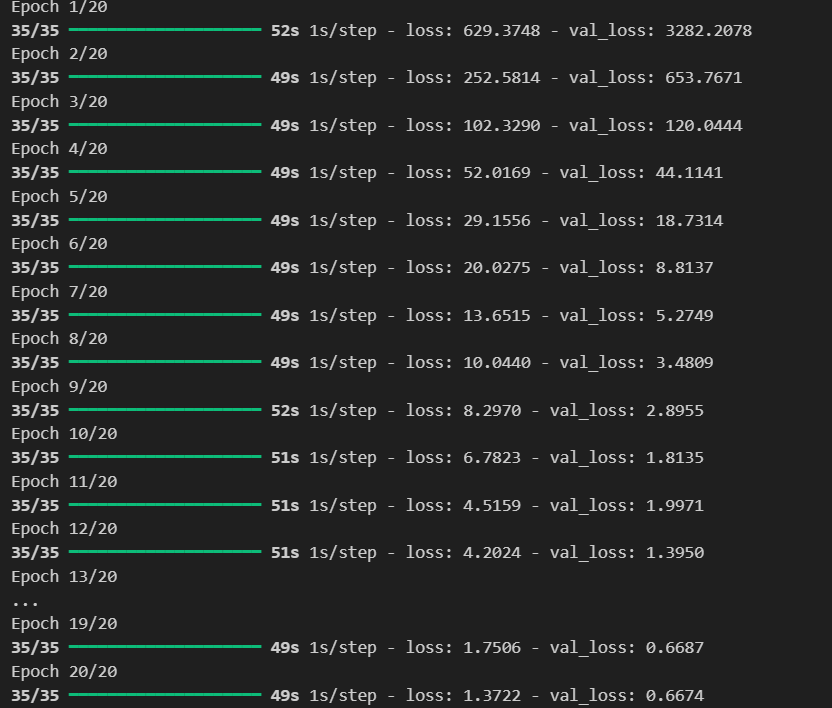 Epoch 1/20
35/35 ━━━━━━━━━━━━━━━━━━━━ 52s 1s/step - loss: 629.3748 - val_loss: 3282.2078
Epoch 2/20
35/35 ━━━━━━━━━━━━━━━━━━━━ 49s 1s/step - loss: 252.5814 - val_loss: 653.7671
Epoch 3/20
35/35 ━━━━━━━━━━━━━━━━━━━━ 49s 1s/step - loss: 102.3290 - val_loss: 120.0444
Epoch 4/20
35/35 ━━━━━━━━━━━━━━━━━━━━ 49s 1s/step - loss: 52.0169 - val_loss: 44.1141
Epoch 5/20
35/35 ━━━━━━━━━━━━━━━━━━━━ 49s 1s/step - loss: 29.1556 - val_loss: 18.7314
Epoch 6/20
35/35 ━━━━━━━━━━━━━━━━━━━━ 49s 1s/step - loss: 20.0275 - val_loss: 8.8137
Epoch 7/20
35/35 ━━━━━━━━━━━━━━━━━━━━ 49s 1s/step - loss: 13.6515 - val_loss: 5.2749
Epoch 8/20
35/35 ━━━━━━━━━━━━━━━━━━━━ 49s 1s/step - loss: 10.0440 - val_loss: 3.4809
Epoch 9/20
35/35 ━━━━━━━━━━━━━━━━━━━━ 52s 1s/step - loss: 8.2970 - val_loss: 2.8955
Epoch 10/20
35/35 ━━━━━━━━━━━━━━━━━━━━ 51s 1s/step - loss: 6.7823 - val_loss: 1.8135
Epoch 11/20
35/35 ━━━━━━━━━━━━━━━━━━━━ 51s 1s/step - loss: 4.5159 - val_loss: 1.9971
Epoch 12/20
35/35 ━━━━━━━━━━━━━━━━━━━━ 51s 1s/step - loss: 4.2024 - val_loss: 1.3950
Epoch 13/20
...
Epoch 19/20
35/35 ━━━━━━━━━━━━━━━━━━━━ 49s 1s/step - loss: 1.7506 - val_loss: 0.6687
Epoch 20/20
35/35 ━━━━━━━━━━━━━━━━━━━━ 49s 1s/step - loss: 1.3722 - val_loss: 0.6674